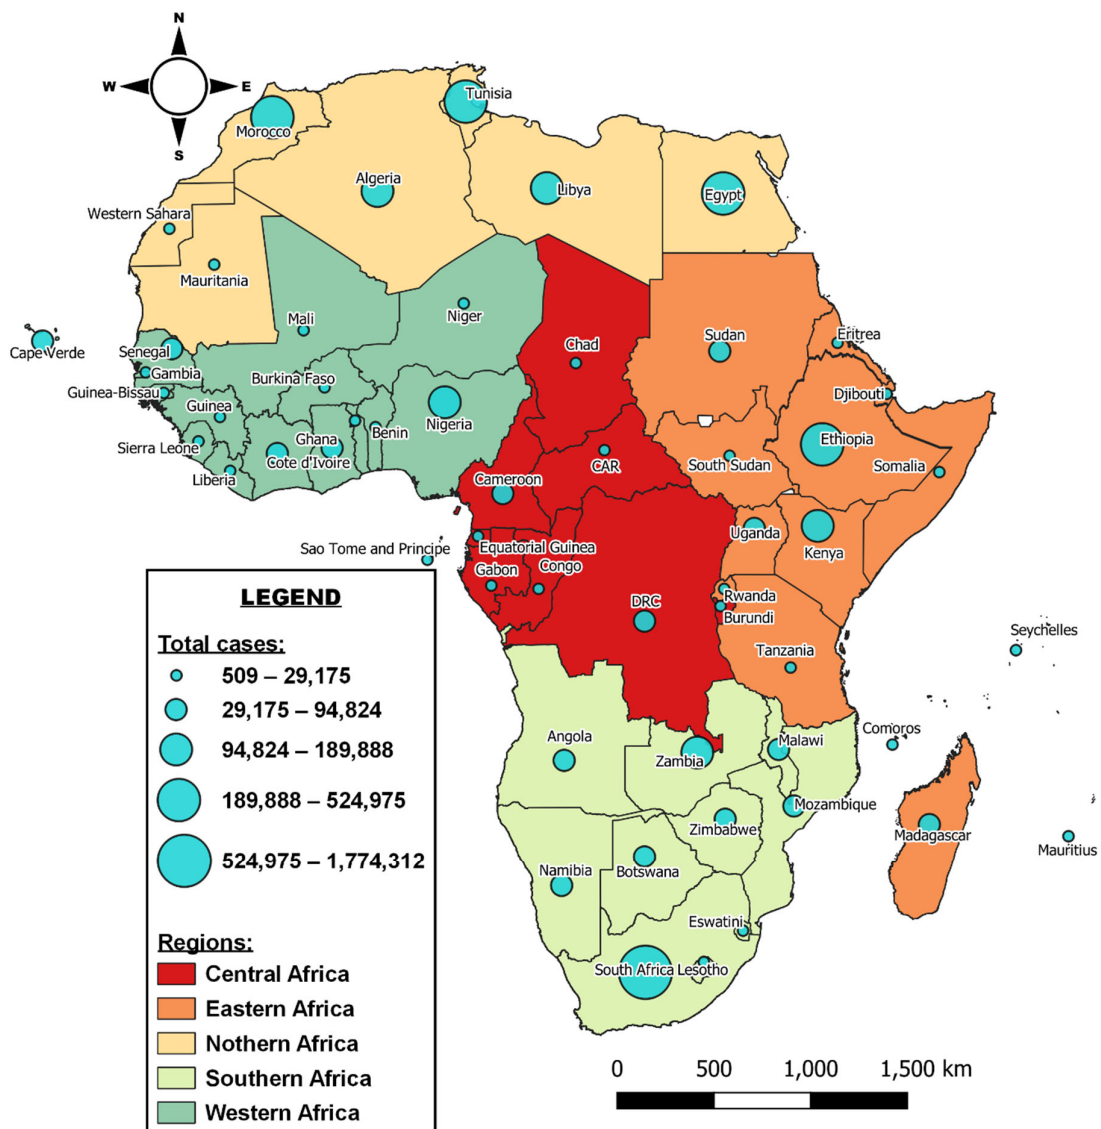 N
W
E
S
Tunisia
Morocco
Algeria
Libya
Egypt
Western Sahara
Mauritania
Mali
Niger
Chad
Sudan
Eritrea
Cape Verde
Senegal
Gambia
Burkina Faso
Guinea-Bissau
Guinea
Djibouti
Ghana
Benin
Nigeria
Ethiopia
Sierra Leone
Cote d'Ivoire
Liberia
CAR
South Sudan
Somalia
Cameroon
Uganda
Kenya
Sao Tome and Principe
Equatorial Guinea
Gabon
Congo
DRC
Rwanda
Burundi
Tanzania
Seychelles
Comoros
Angola
Zambia
Malawi
Mozambique
Zimbabwe
Madagascar
Mauritius
Namibia
Botswana
Eswatini
South Africa
Lesotho
LEGEND
Total cases:
509 – 29,175
29,175 – 94,824
94,824 – 189,888
189,888 – 524,975
524,975 – 1,774,312
Regions:
Central Africa
Eastern Africa
Nothern Africa
Southern Africa
Western Africa
0 500 1,000 1,500 km